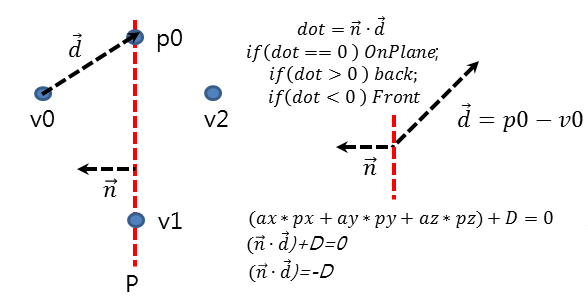 p0
d⃗
v0
v2
n⃗
v1
P
dot = n⃗ · d⃗
if(dot == 0 ) OnPlane;
if(dot > 0 ) back;
if(dot < 0 ) Front
d⃗ = p0 − v0
n⃗
(ax * px + ay * py + az * pz) + D = 0
(n⃗ · d⃗)+D=0
(n⃗ · d⃗)=-D